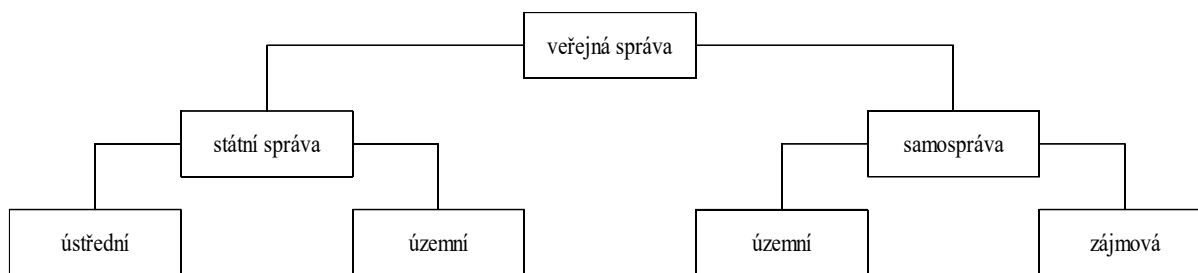 veřejná správa
státní správa
samospráva
ústřední
územní
územní
zájmová